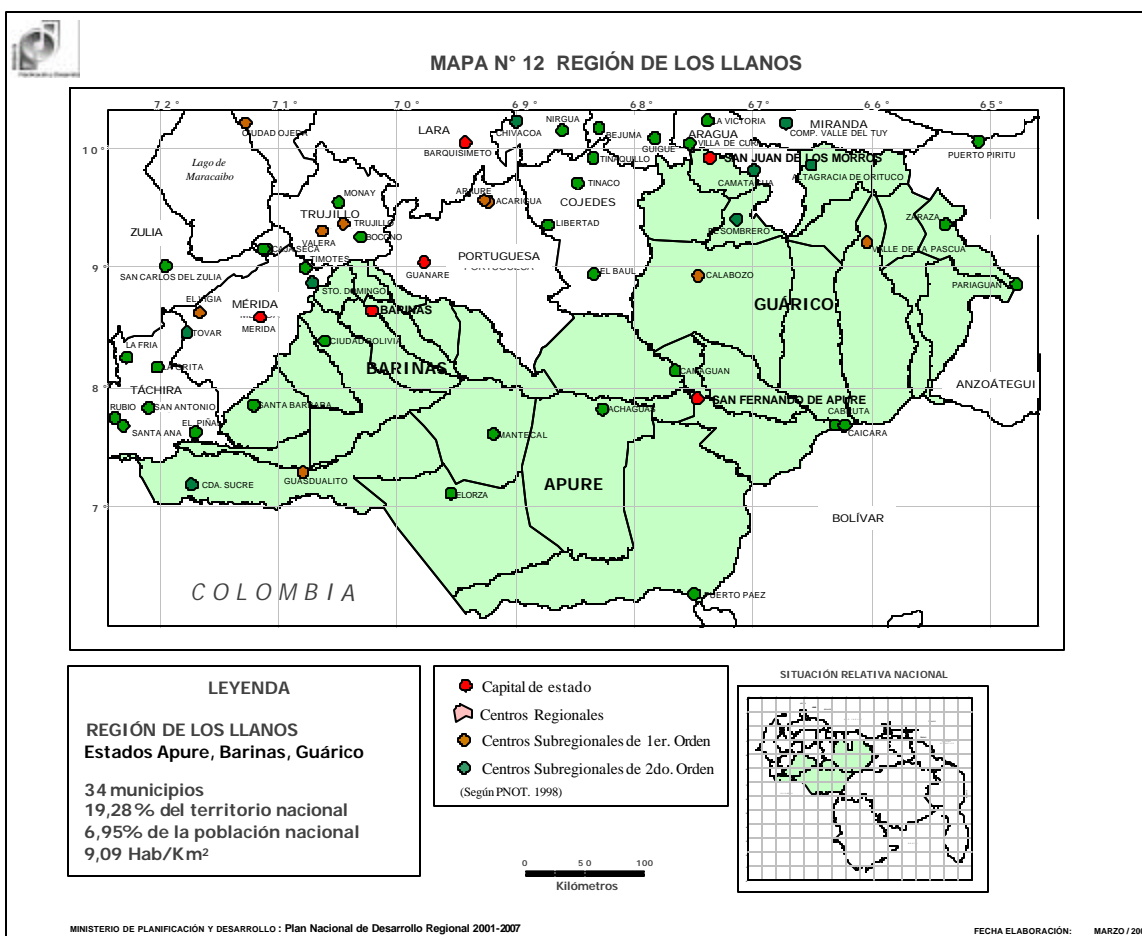 MAPA N° 12 REGIÓN DE LOS LLANOS
72° 71° 70° 69° 68° 67° 66° 65°
10°
9°
8°
7°
CIUDAD OJEDA
Lago de
Maracaibo
ZULIA
LARA
BARQUISIMETO
CHIVACOA
NIRGUA
BEJUMA
GUIGUE
LA VICTORIA
ARAGUA
VILLA DE CURA
MIRANDA
COMP. VALLE DEL TUY
PUERTO PIRITU
TINAQUILLO
SAN JUAN DE LOS MORROS
CAMATAGUA
ALTAGRACIA DE ORITUCO
TINACO
COJEDES
MONAY
TRUJILLO
TRUJILLO
VALERA
BOCONO
ARAURE
ACARIGUA
LIBERTAD
EL SOMBRERO
ZARAZA
VALLE DE LA PASCUA
CAJASECA
TIMOTES
SAN CARLOS DEL ZULIA
PORTUGUESA
GUANARE
EL BAUL
CALABOZO
PARIAGUAN
STO. DOMINGO
EL VIGIA
MÉRIDA
MERIDA
TOVAR
BARINAS
GUÁRICO
CIUDAD BOLIVIA
BARINAS
LA FRIA
LA GRITA
CAMAGUAN
ANZOÁTEGUI
TÁCHIRA
RUBIO
SAN ANTONIO
SANTA BARBARA
ACHAGUAS
SAN FERNANDO DE APURE
CABRUTA
CAICARA
SANTA ANA
EL PIÑAL
MANTECAL
CDA. SUCRE
GUASDUALITO
ELORZA
APURE
BOLÍVAR
COLOMBIA
PUERTO PAEZ
LEYENDA
REGIÓN DE LOS LLANOS
Estados Apure, Barinas, Guárico
34 municipios
19,28% del territorio nacional
6,95% de la población nacional
9,09 Hab/Km²
Capital de estado
Centros Regionales
Centros Subregionales de 1er. Orden
Centros Subregionales de 2do. Orden
(Según PNOT. 1998)
0 50 100
Kilómetros
SITUACIÓN RELATIVA NACIONAL
MINISTERIO DE PLANIFICACIÓN Y DESARROLLO : Plan Nacional de Desarrollo Regional 2001-2007
FECHA ELABORACIÓN: MARZO / 200